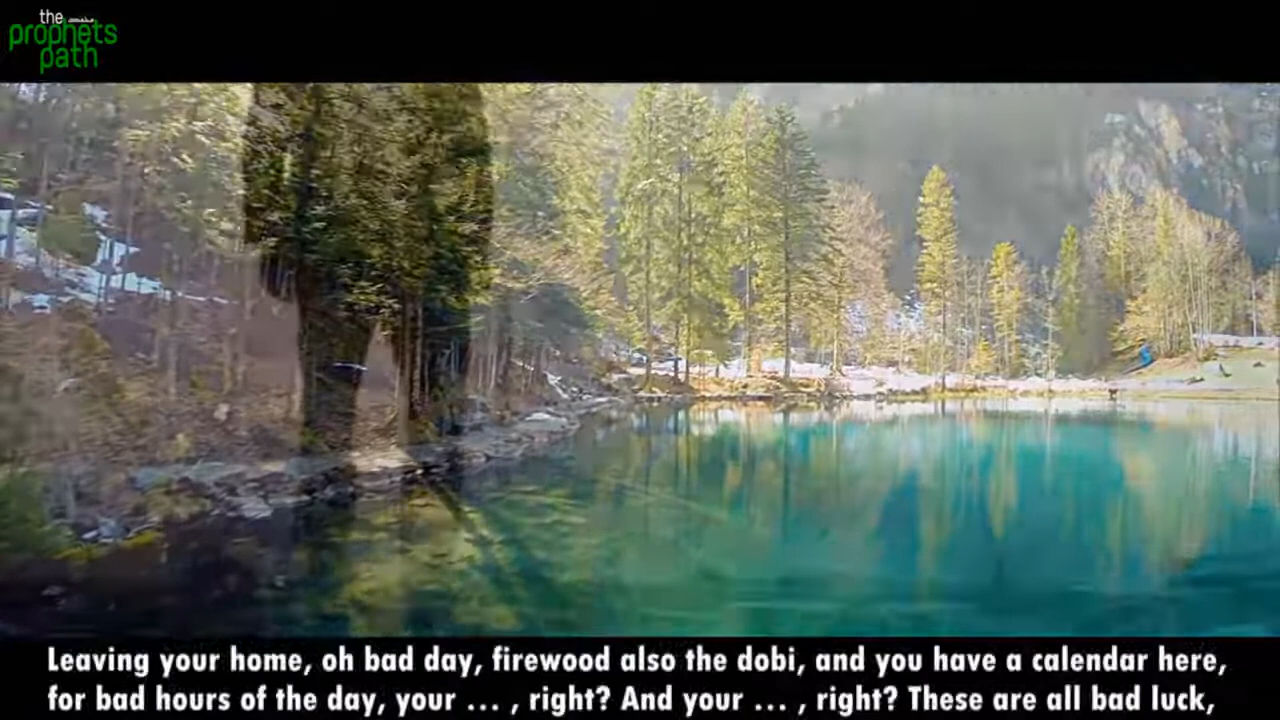 the
prophets
path
Leaving your home, oh bad day, firewood also the dobi, and you have a calendar here,
for bad hours of the day, your ... , right? And your ... , right? These are all bad luck,